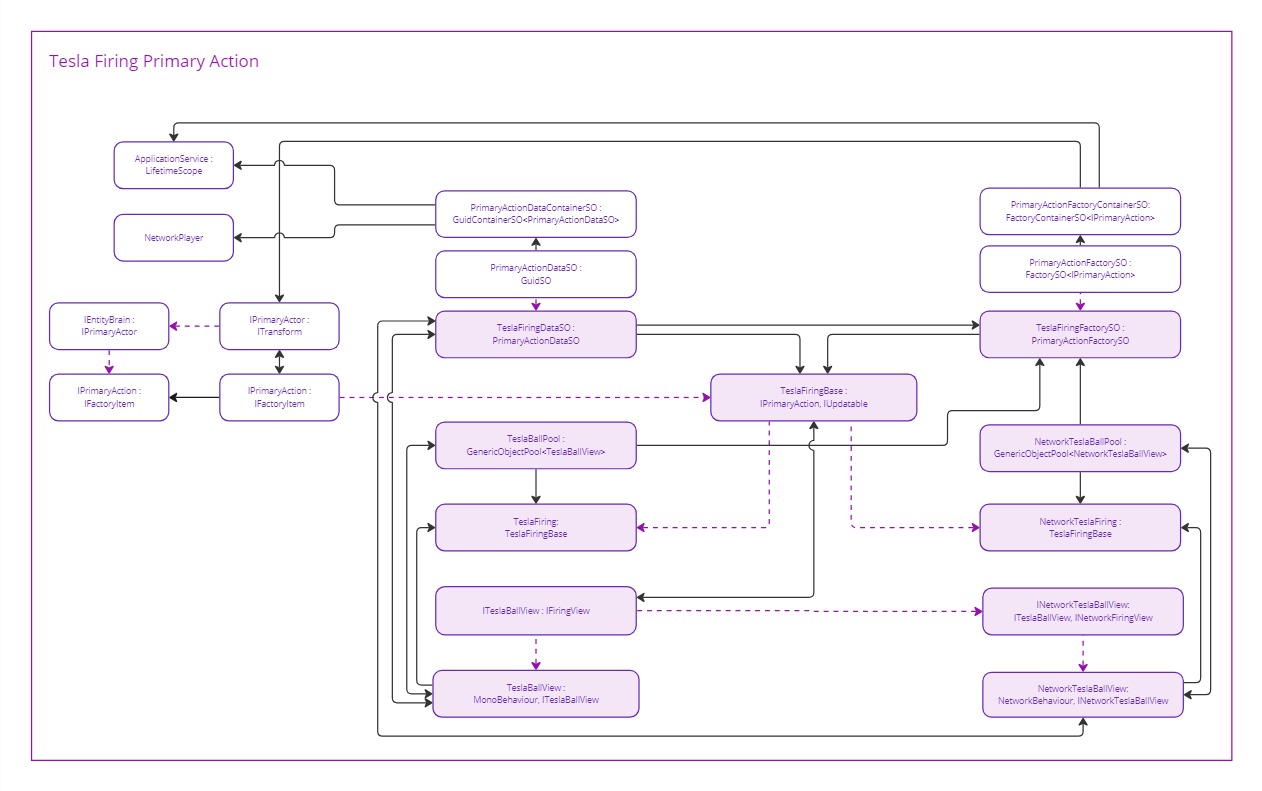 Tesla Firing Primary Action
ApplicationService :
LifetimeScope
NetworkPlayer
PrimaryActionDataContainerSO :
GuidContainerSO<PrimaryActionDataSO>
PrimaryActionFactoryContainerSO:
FactoryContainerSO<IPrimaryAction>
PrimaryActionDataSO :
GuidSO
PrimaryActionFactorySO :
FactorySO<IPrimaryAction>
IEntityBrain :
IPrimaryActor
IPrimaryActor :
ITransform
TeslaFiringDataSO :
PrimaryActionDataSO
TeslaFiringFactorySO :
PrimaryActionFactorySO
IPrimaryAction :
IFactoryItem
IPrimaryAction :
IFactoryItem
TeslaFiringBase :
IPrimaryAction, IUpdatable
TeslaBallPool :
GenericObjectPool<TeslaBallView>
NetworkTeslaBallPool :
GenericObjectPool<NetworkTeslaBallView>
TeslaFiring:
TeslaFiringBase
NetworkTeslaFiring :
TeslaFiringBase
ITeslaBallView : IFiringView
INetworkTeslaBallView:
ITeslaBallView, INetworkFiringView
TeslaBallView :
MonoBehaviour, ITeslaBallView
NetworkTeslaBallView:
NetworkBehaviour, INetworkTeslaBallView